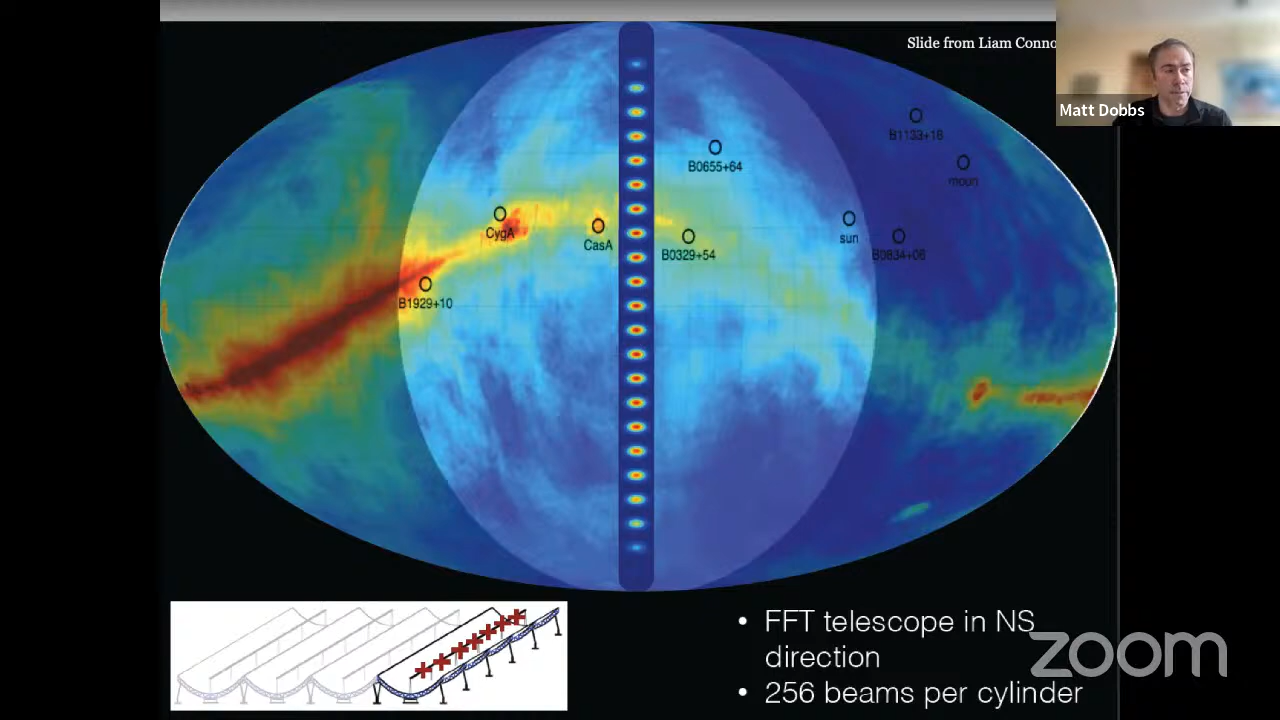 Slide from Liam Conno
Matt Dobbs
B1133+16
B0655+64
moon
CygA
CasA
sun
B0329+54
B0834+06
B1929+10
• FFT telescope in NS
direction
• 256 beams per cylinder
zoom